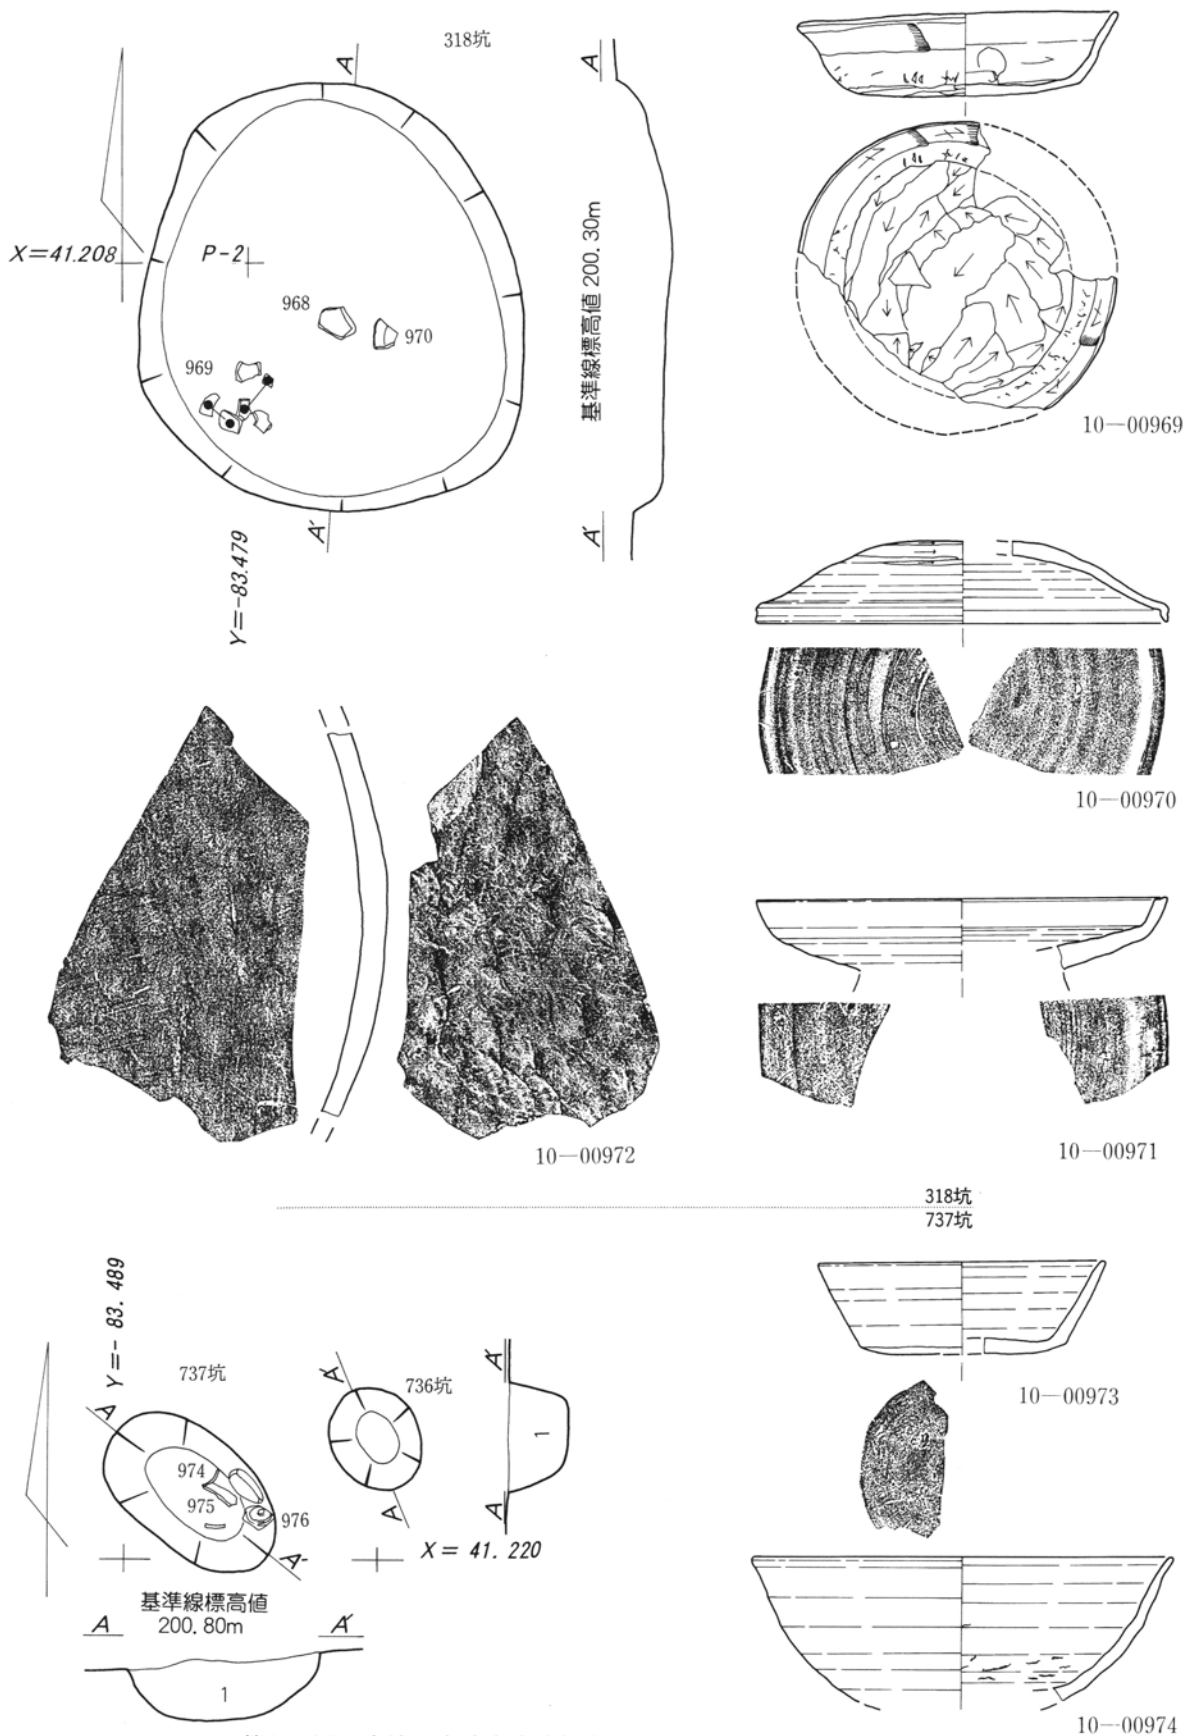 318坑
A
A
X=41.208
P-2
基準線標高値 200.30m
968
970
969
A'
A'
Y=-83.479
10—00969
10—00970
10—00972
10—00971
318坑
737坑
Y=-83.489
737坑
736坑
A
A'
A'
974
975
976
1
10—00973
A
A
A'
X=41.220
基準線標高値
200.80m
A
A'
1
10—00974